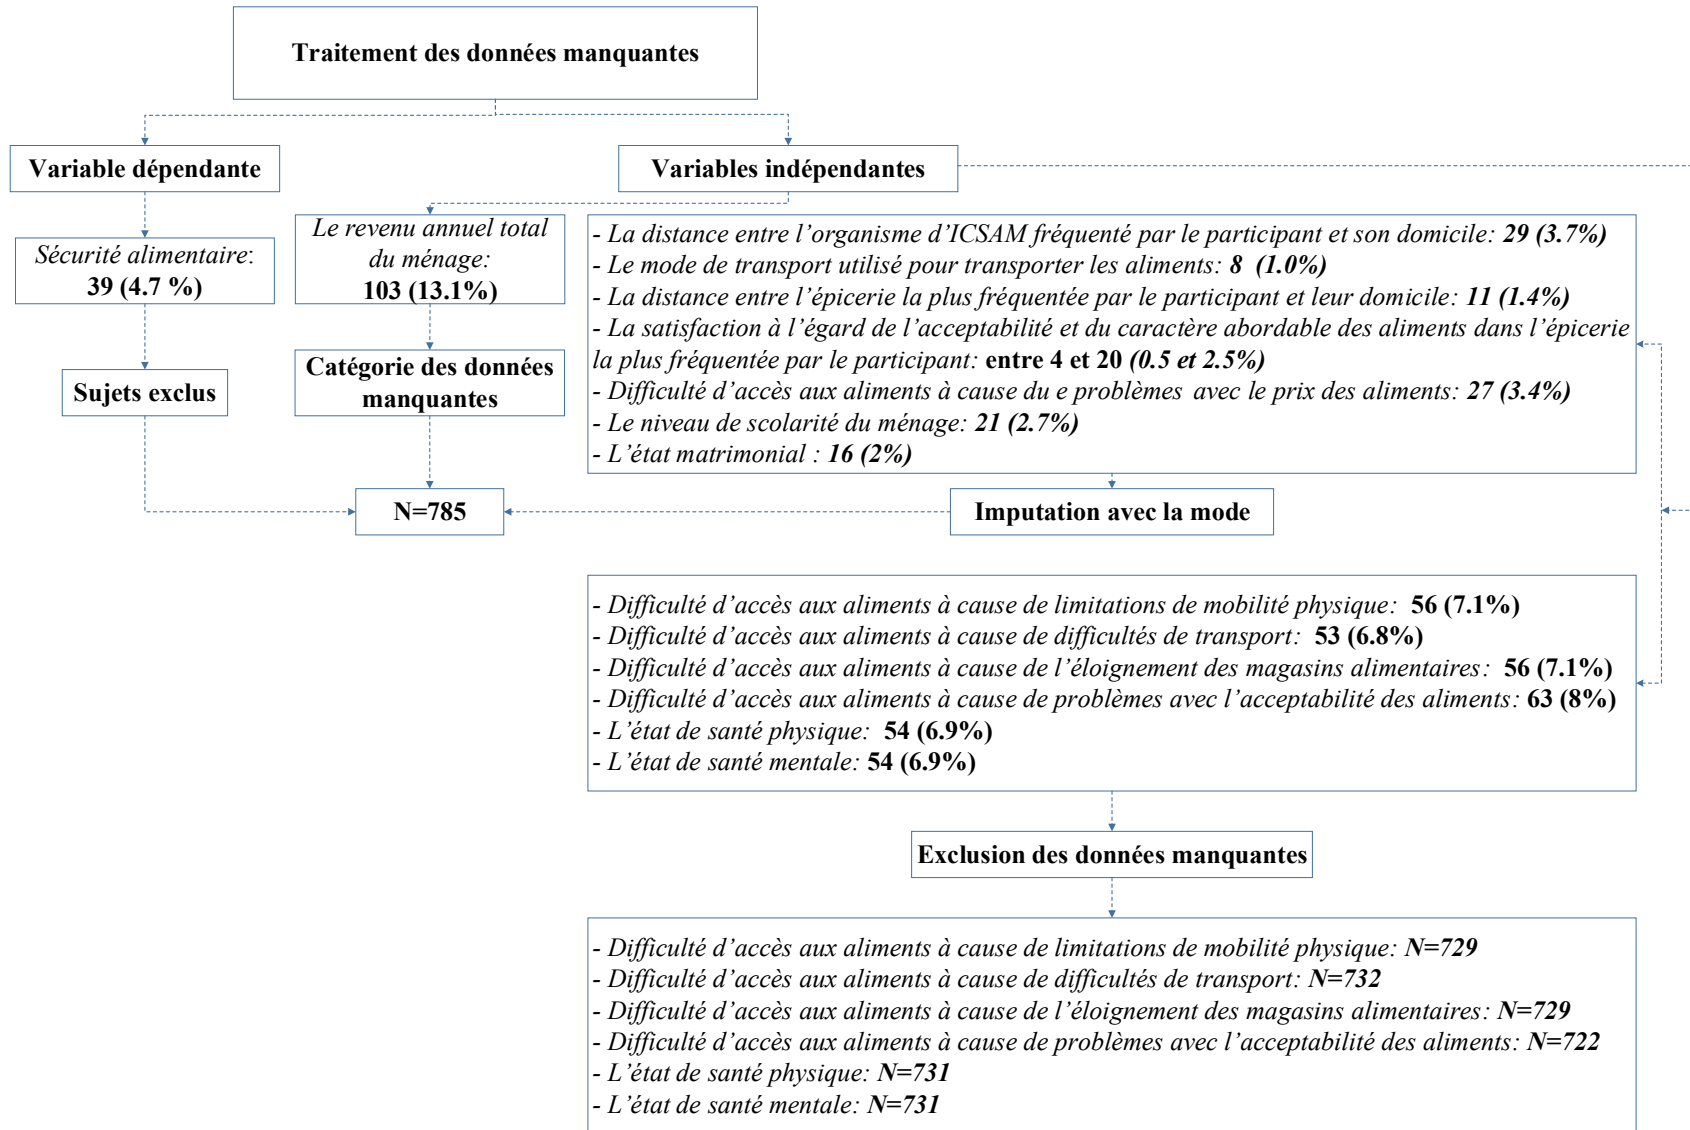 Traitement des données manquantes
Variable dépendante
Variables indépendantes
Sécurité alimentaire:
39 (4.7 %)
Le revenu annuel total
du ménage:
103 (13.1%)
- La distance entre l'organisme d'ICSAM fréquenté par le participant et son domicile: 29 (3.7%)
- Le mode de transport utilisé pour transporter les aliments: 8 (1.0%)
- La distance entre l'épicerie la plus fréquentée par le participant et leur domicile: 11 (1.4%)
- La satisfaction à l'égard de l'acceptabilité et du caractère abordable des aliments dans l'épicerie
la plus fréquentée par le participant: entre 4 et 20 (0.5 et 2.5%)
- Difficulté d'accès aux aliments à cause du e problèmes avec le prix des aliments: 27 (3.4%)
- Le niveau de scolarité du ménage: 21 (2.7%)
- L'état matrimonial : 16 (2%)
Sujets exclus
Catégorie des données
manquantes
N=785
Imputation avec la mode
- Difficulté d'accès aux aliments à cause de limitations de mobilité physique: 56 (7.1%)
- Difficulté d'accès aux aliments à cause de difficultés de transport: 53 (6.8%)
- Difficulté d'accès aux aliments à cause de l'éloignement des magasins alimentaires: 56 (7.1%)
- Difficulté d'accès aux aliments à cause de problèmes avec l'acceptabilité des aliments: 63 (8%)
- L'état de santé physique: 54 (6.9%)
- L'état de santé mentale: 54 (6.9%)
Exclusion des données manquantes
- Difficulté d'accès aux aliments à cause de limitations de mobilité physique: N=729
- Difficulté d'accès aux aliments à cause de difficultés de transport: N=732
- Difficulté d'accès aux aliments à cause de l'éloignement des magasins alimentaires: N=729
- Difficulté d'accès aux aliments à cause de problèmes avec l'acceptabilité des aliments: N=722
- L'état de santé physique: N=731
- L'état de santé mentale: N=731